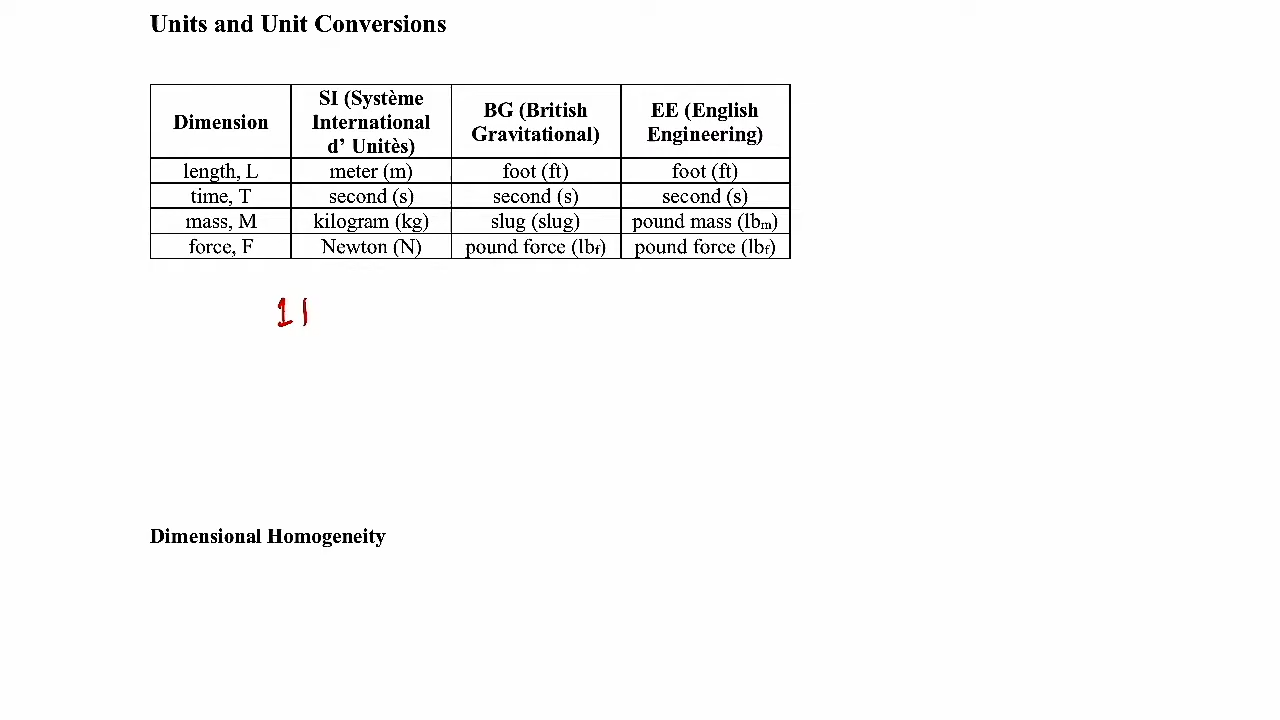 Units and Unit Conversions
Dimension
SI (Système
International
d’ Unitès)
BG (British
Gravitational)
EE (English
Engineering)
length, L meter (m) foot (ft) foot (ft)
time, T second (s) second (s) second (s)
mass, M kilogram (kg) slug (slug) pound mass (lbm)
force, F Newton (N) pound force (lbf) pound force (lbf)
1
Dimensional Homogeneity